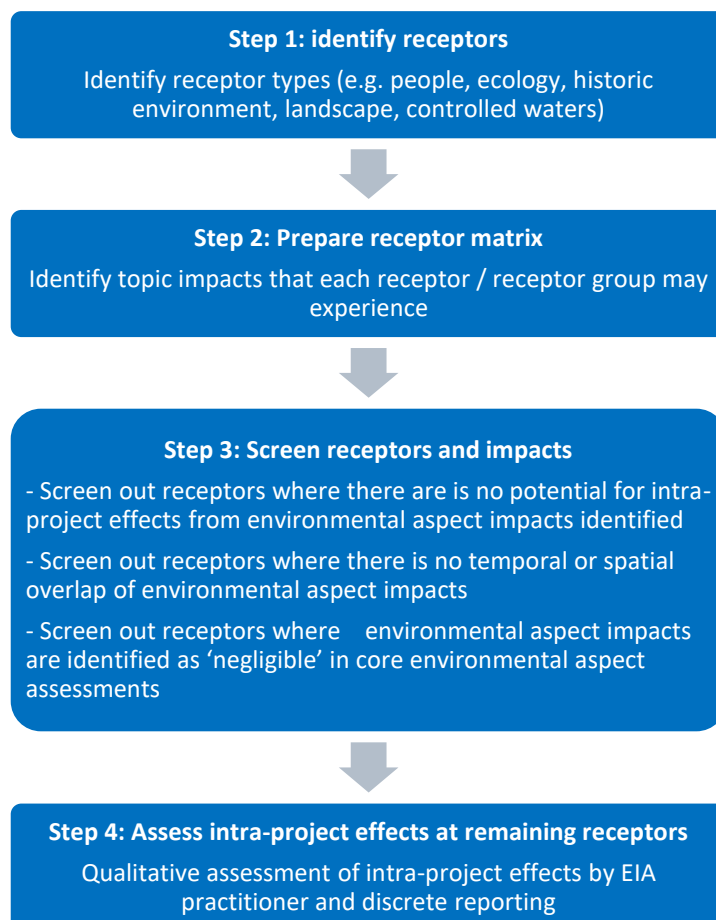 Step 1: identify receptors
Identify receptor types (e.g. people, ecology, historic
environment, landscape, controlled waters)
Step 2: Prepare receptor matrix
Identify topic impacts that each receptor / receptor group may
experience
Step 3: Screen receptors and impacts
- Screen out receptors where there are is no potential for intra-
project effects from environmental aspect impacts identified
- Screen out receptors where there is no temporal or spatial
overlap of environmental aspect impacts
- Screen out receptors where environmental aspect impacts
are identified as ‘negligible’ in core environmental aspect
assessments
Step 4: Assess intra-project effects at remaining receptors
Qualitative assessment of intra-project effects by EIA
practitioner and discrete reporting